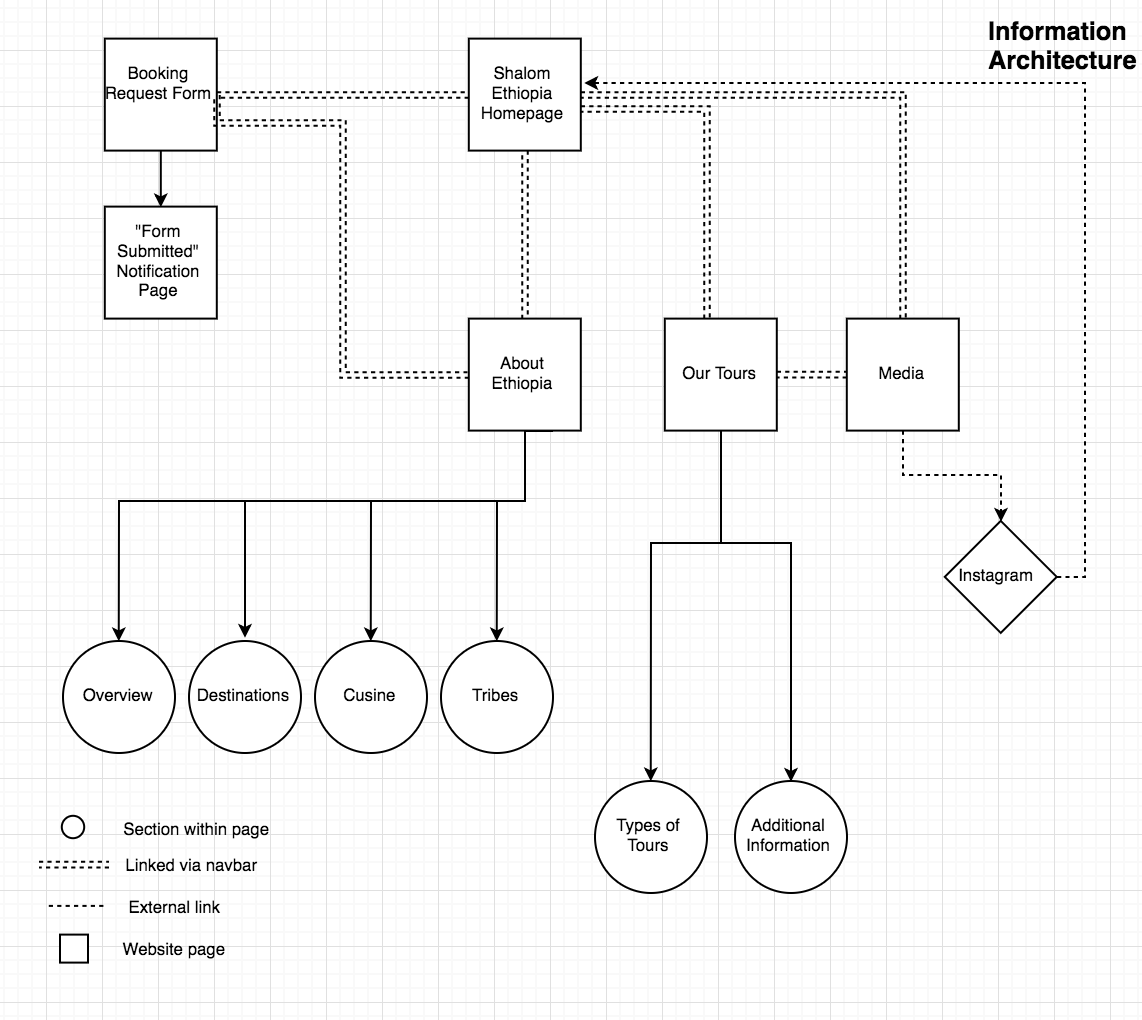 Information
Architecture
Booking
Request Form
Shalom
Ethiopia
Homepage
"Form
Submitted"
Notification
Page
About
Ethiopia
Our Tours
Media
Instagram
Overview
Destinations
Cusine
Tribes
Types of
Tours
Additional
Information
Section within page
Linked via navbar
External link
Website page